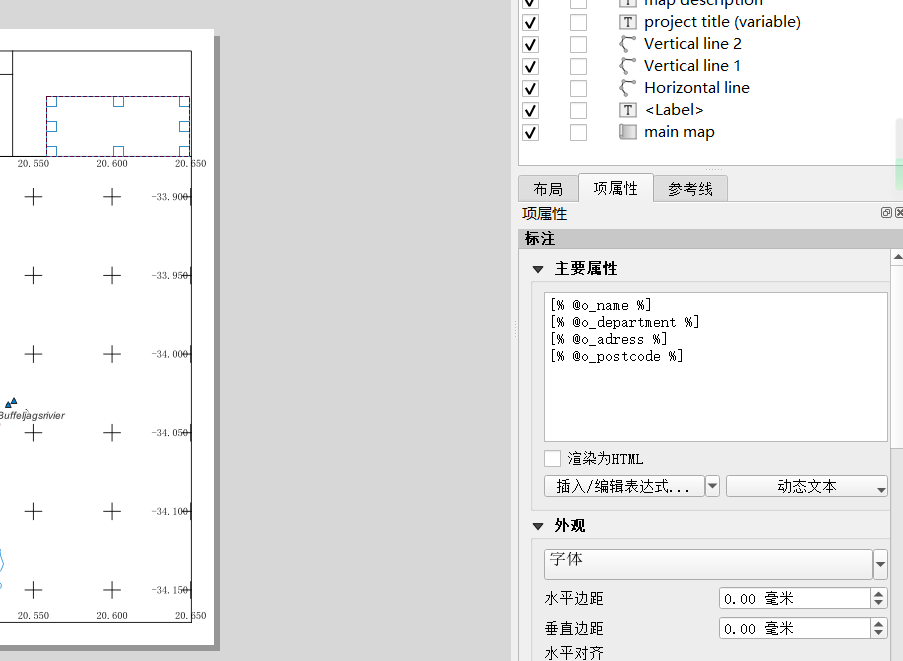 map description
project title (variable)
Vertical line 2
Vertical line 1
Horizontal line
<Label>
main map
布局 项属性 参考线
项属性
标注
主要属性
[% @o_name %]
[% @o_department %]
[% @o_adress %]
[% @o_postcode %]
渲染为HTML
插入/编辑表达式... 动态文本
外观
字体
水平边距 0.00 毫米
垂直边距 0.00 毫米
水平对齐
20.550 20.600 20.650
-33.900
-33.950
-34.000
Buffeljagsrivier
-34.050
-34.100
-34.150
20.550 20.600 20.650